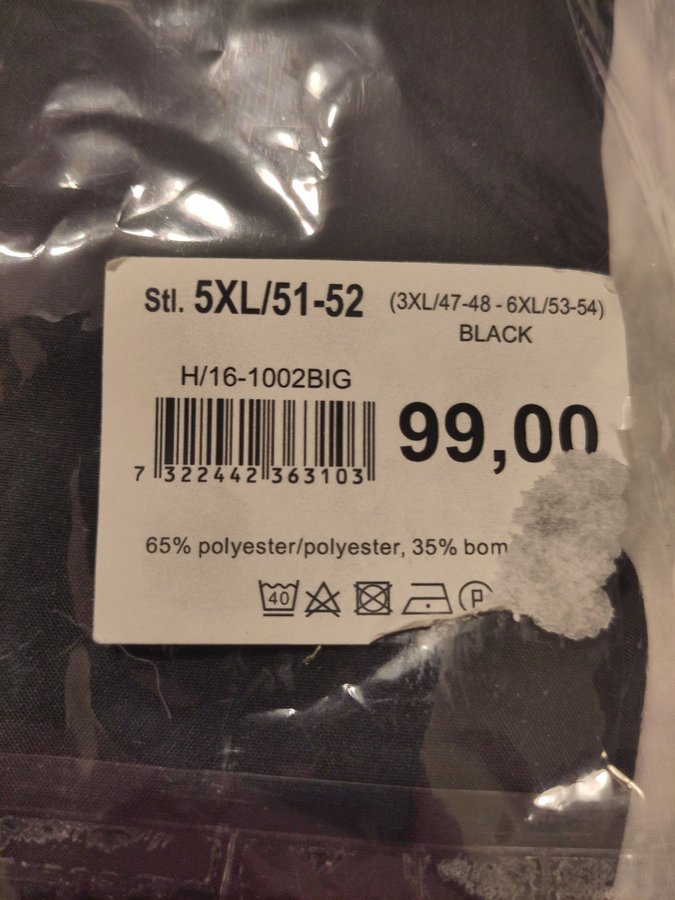 Stl. 5XL/51-52 (3XL/47-48 - 6XL/53-54)
BLACK
H/16-1002BIG
99,00
7 322442 363103
65% polyester/polyester, 35% bom
40 P